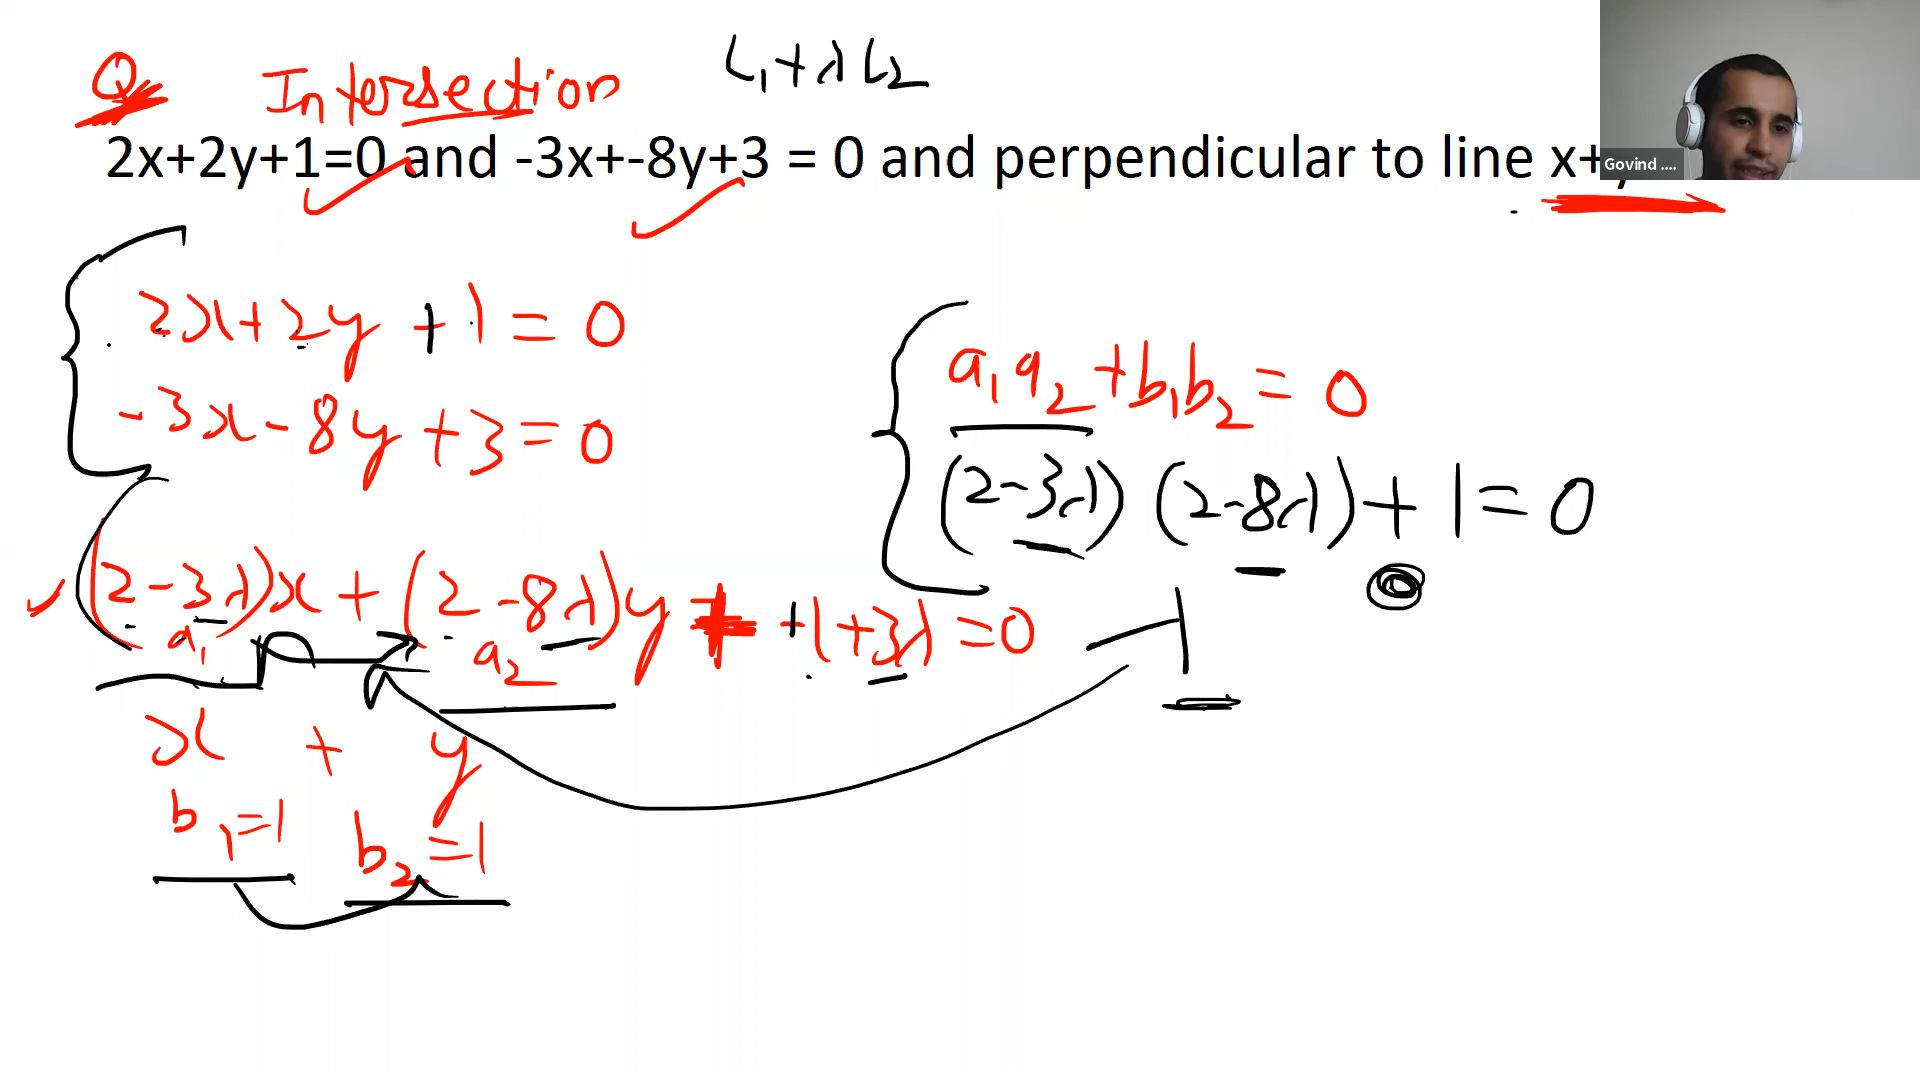 Q Intersection L₁+λL₂
2x+2y+1=0 and -3x+-8y+3 = 0 and perpendicular to line x+
Govind ....
2x+2y+1=0
-3x-8y+3=0
a₁a₂+b₁b₂=0
(2-3λ)(2-8λ)+1=0
(2-3λ)x+(2-8λ)y +1+3λ=0
a₁ a₂
x + y
b₁=1 b₂=1